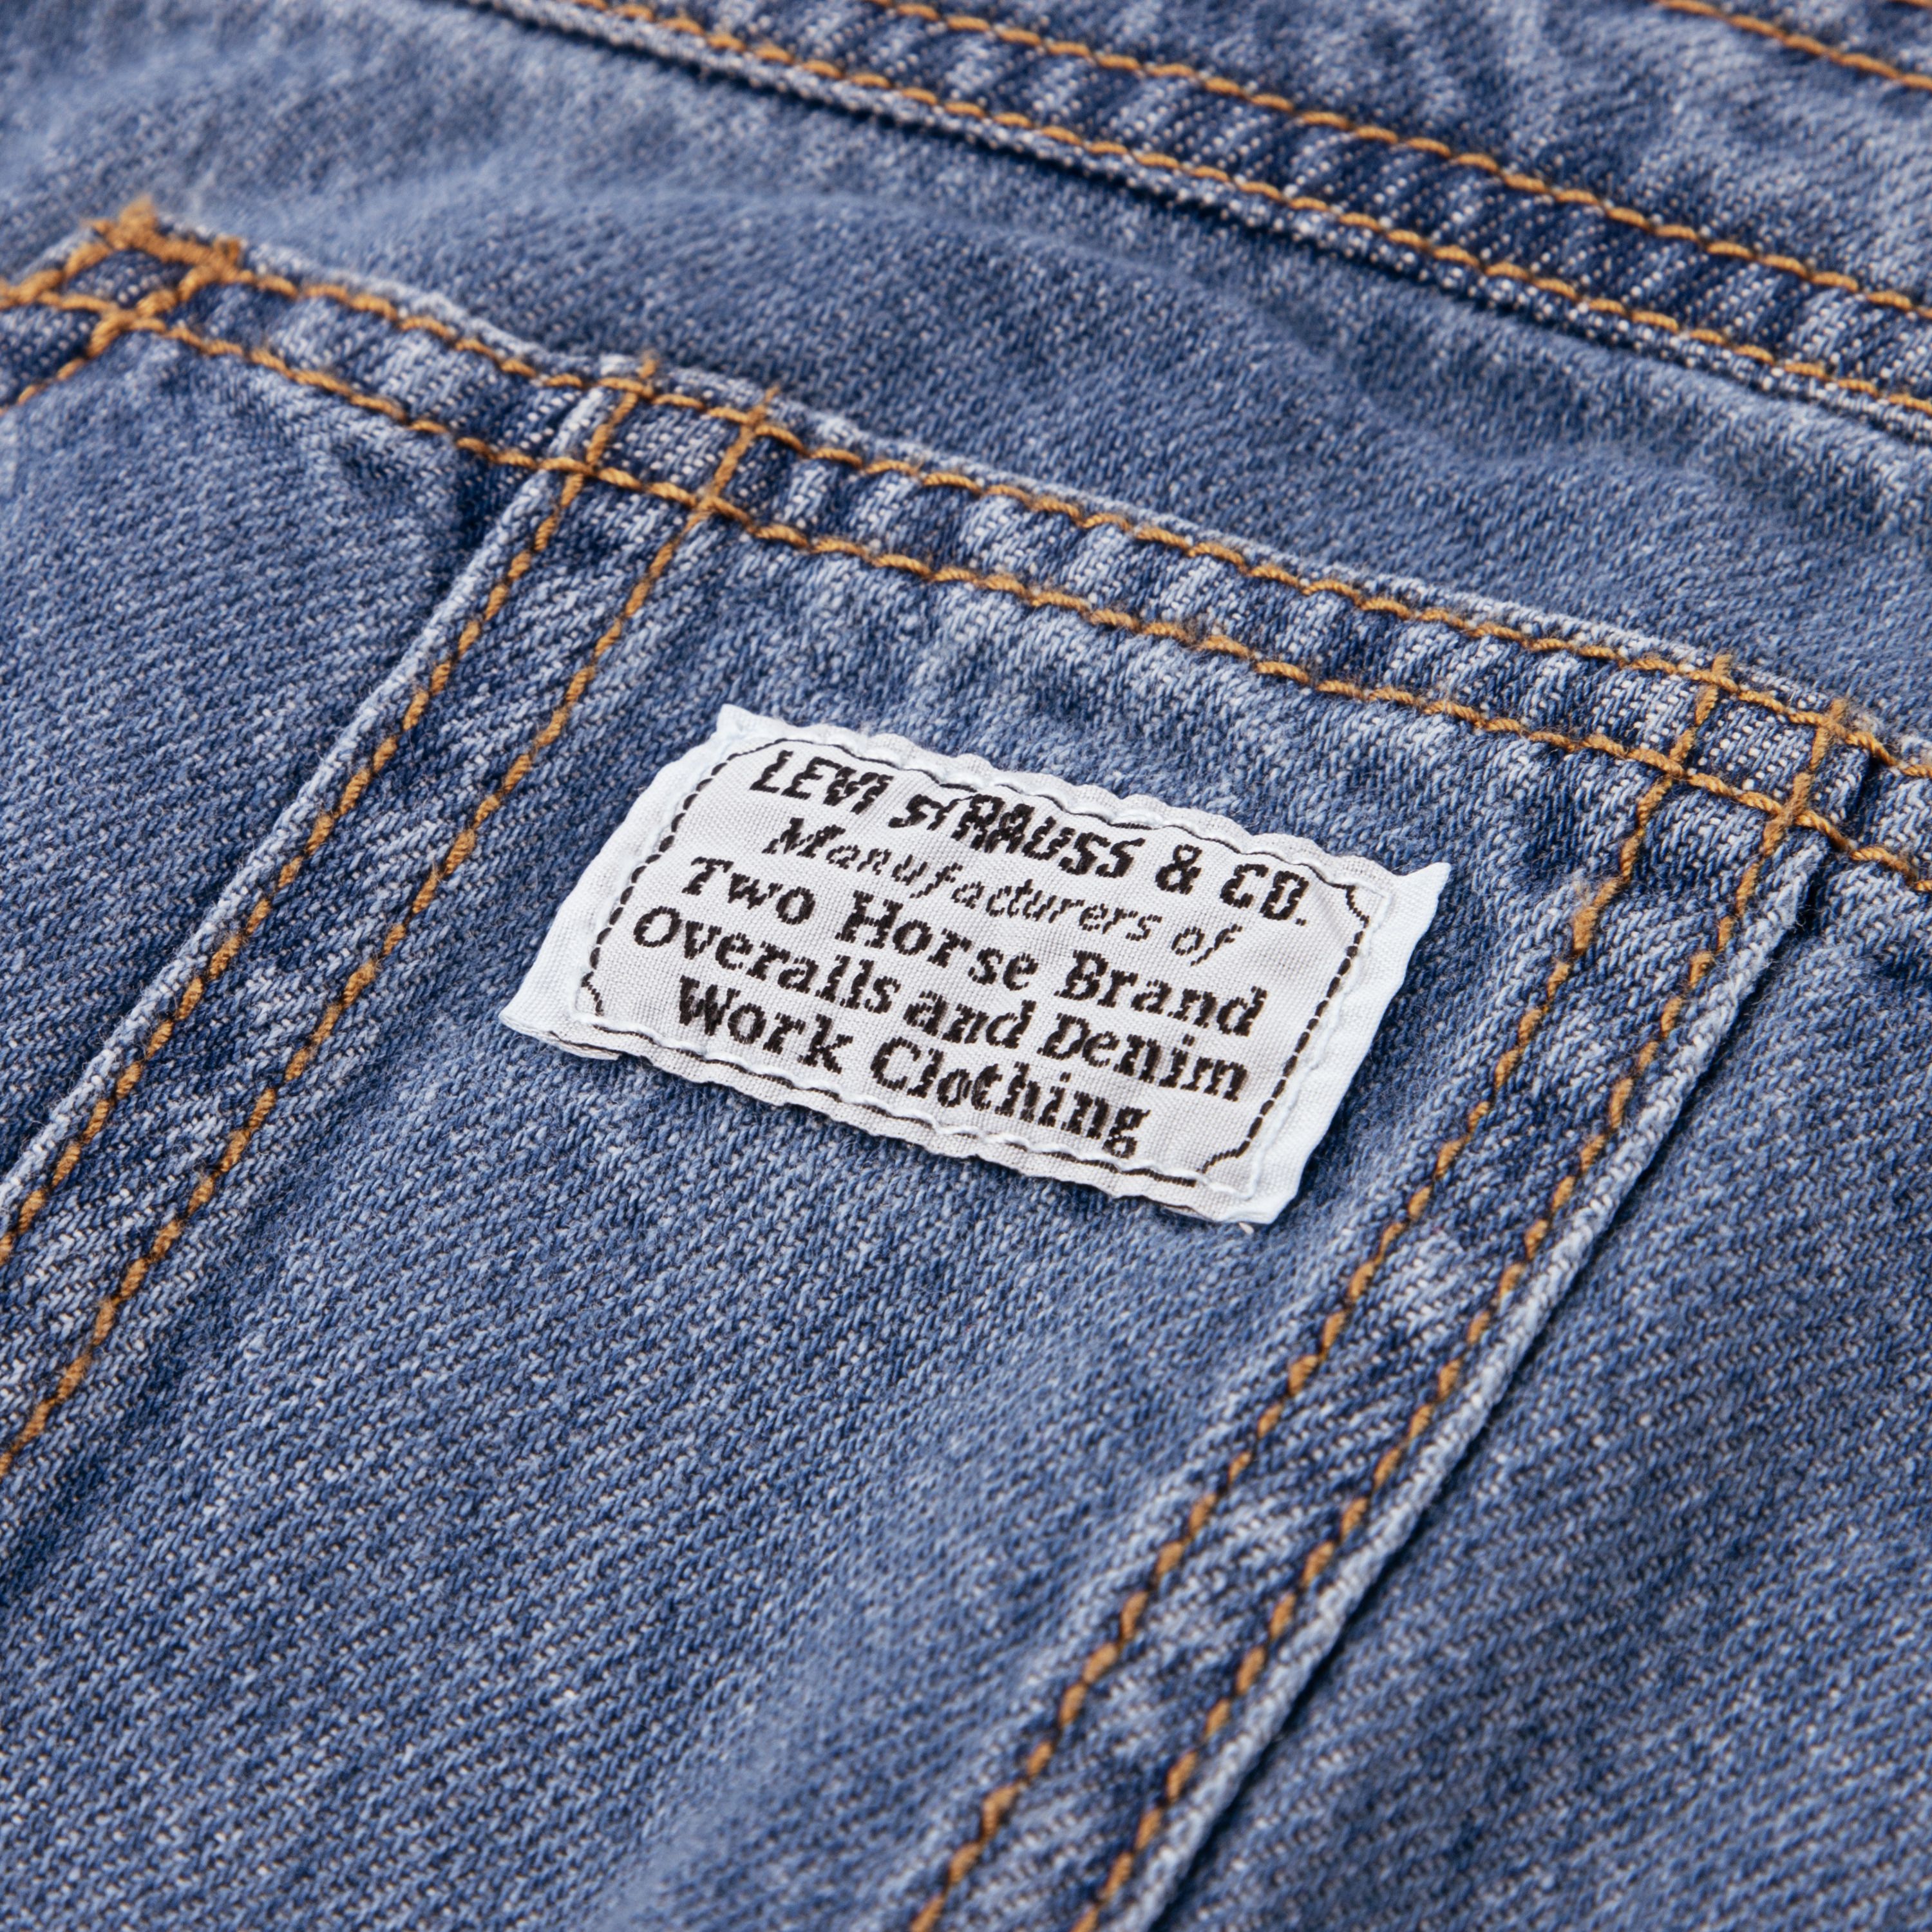 LEVI STRAUSS & CO.
Manufacturers of
Two Horse Brand
Overalls and Denim
Work Clothing